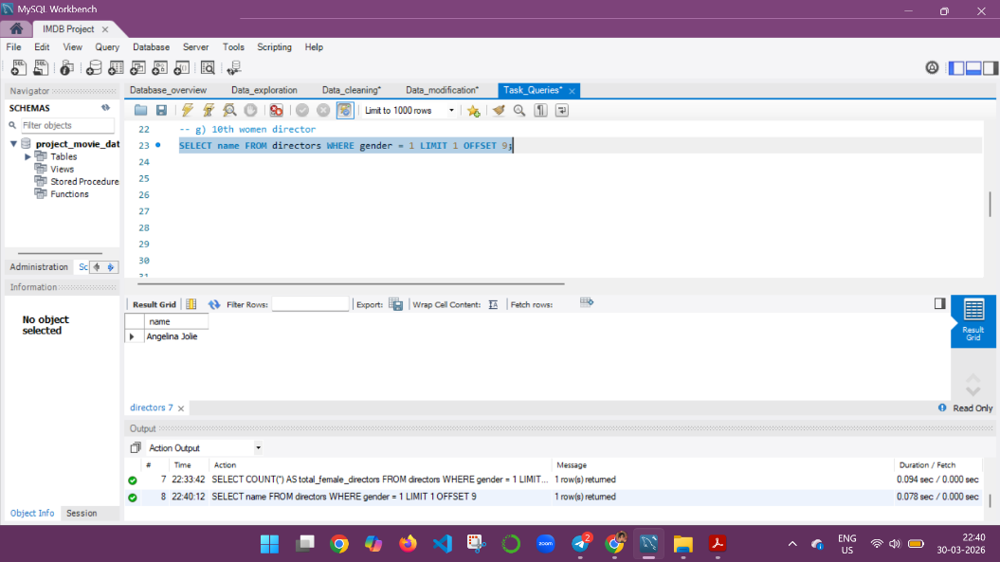 MySQL Workbench
IMDB Project
File Edit View Query Database Server Tools Scripting Help
Navigator
SCHEMAS
Filter objects
project_movie_dat
Tables
Views
Stored Procedure
Functions
Administration Sc
Information
No object
selected
Object Info Session
Database_overview Data_exploration Data_cleaning* Data_modification* Task_Queries*
Limit to 1000 rows
22 -- g) 10th women director
23 SELECT name FROM directors WHERE gender = 1 LIMIT 1 OFFSET 9;
24
25
26
27
28
29
30
31
Result Grid Filter Rows: Export: Wrap Cell Content: Fetch rows:
name
Angelina Jolie
Result
Grid
directors 7
Read Only
Output
Action Output
# Time Action Message Duration / Fetch
7 22:33:42 SELECT COUNT(*) AS total_female_directors FROM directors WHERE gender = 1 LIMIT... 1 row(s) returned 0.094 sec / 0.000 sec
8 22:40:12 SELECT name FROM directors WHERE gender = 1 LIMIT 1 OFFSET 9 1 row(s) returned 0.078 sec / 0.000 sec
zoom
2
ENG
US
22:40
30-03-2026